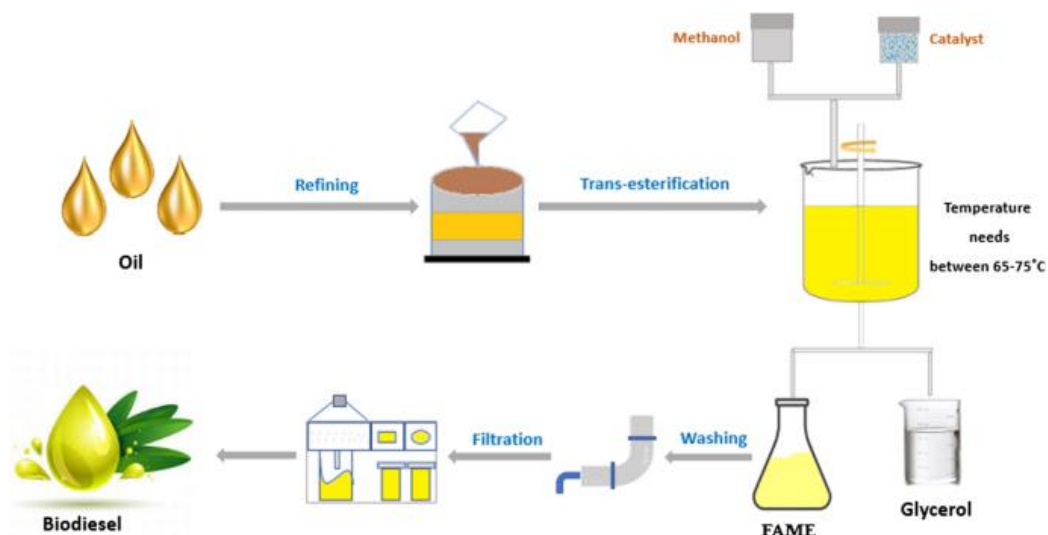 Methanol
Catalyst
Refining
Trans-esterification
Oil
Temperature
needs
between 65-75˚C
Biodiesel
Filtration
Washing
FAME
Glycerol